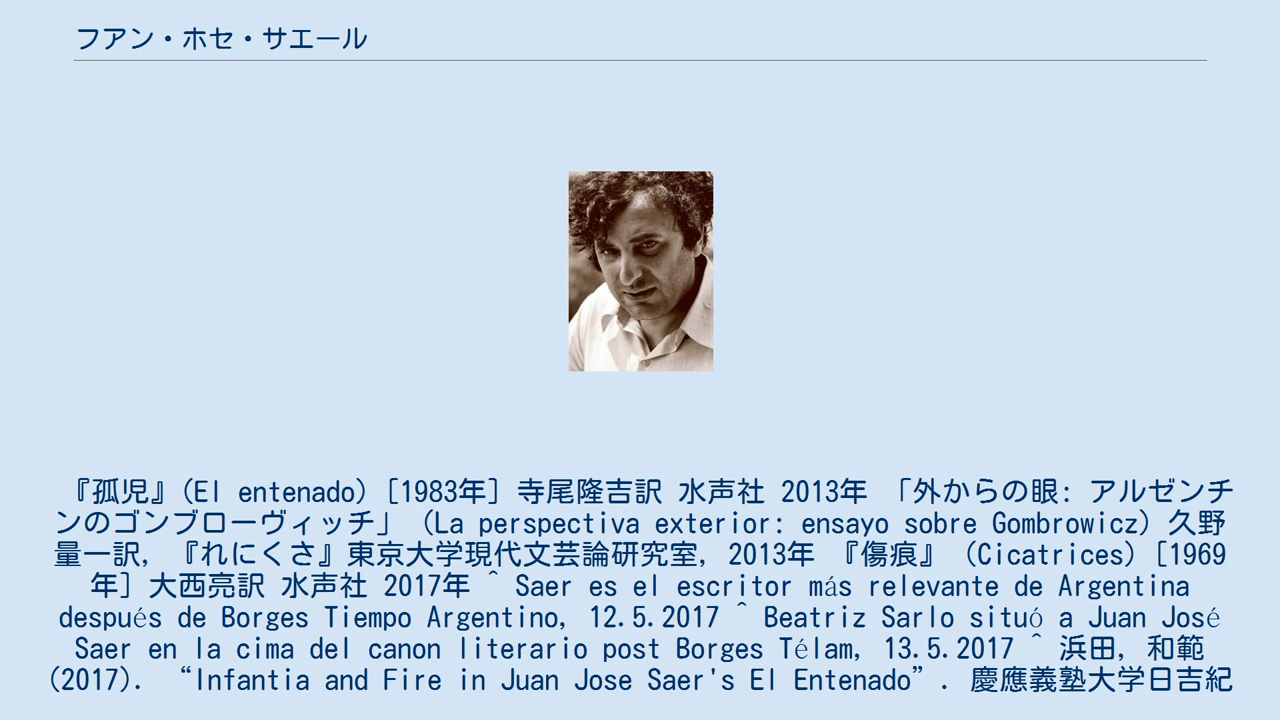 フアン・ホセ・サエール
『孤児』(El entenado) [1983年] 寺尾隆吉訳 水声社 2013年 「外からの眼: アルゼンチ
ンのゴンブローヴィッチ」 (La perspectiva exterior: ensayo sobre Gombrowicz) 久野
量一訳, 『れにくさ』東京大学現代文芸論研究室, 2013年 『傷痕』 (Cicatrices) [1969
年] 大西亮訳 水声社 2017年 ^ Saer es el escritor más relevante de Argentina
después de Borges Tiempo Argentino, 12.5.2017 ^ Beatriz Sarlo situó a Juan José
Saer en la cima del canon literario post Borges Télam, 13.5.2017 ^ 浜田, 和範
(2017). “Infantia and Fire in Juan Jose Saer's El Entenado”. 慶應義塾大学日吉紀